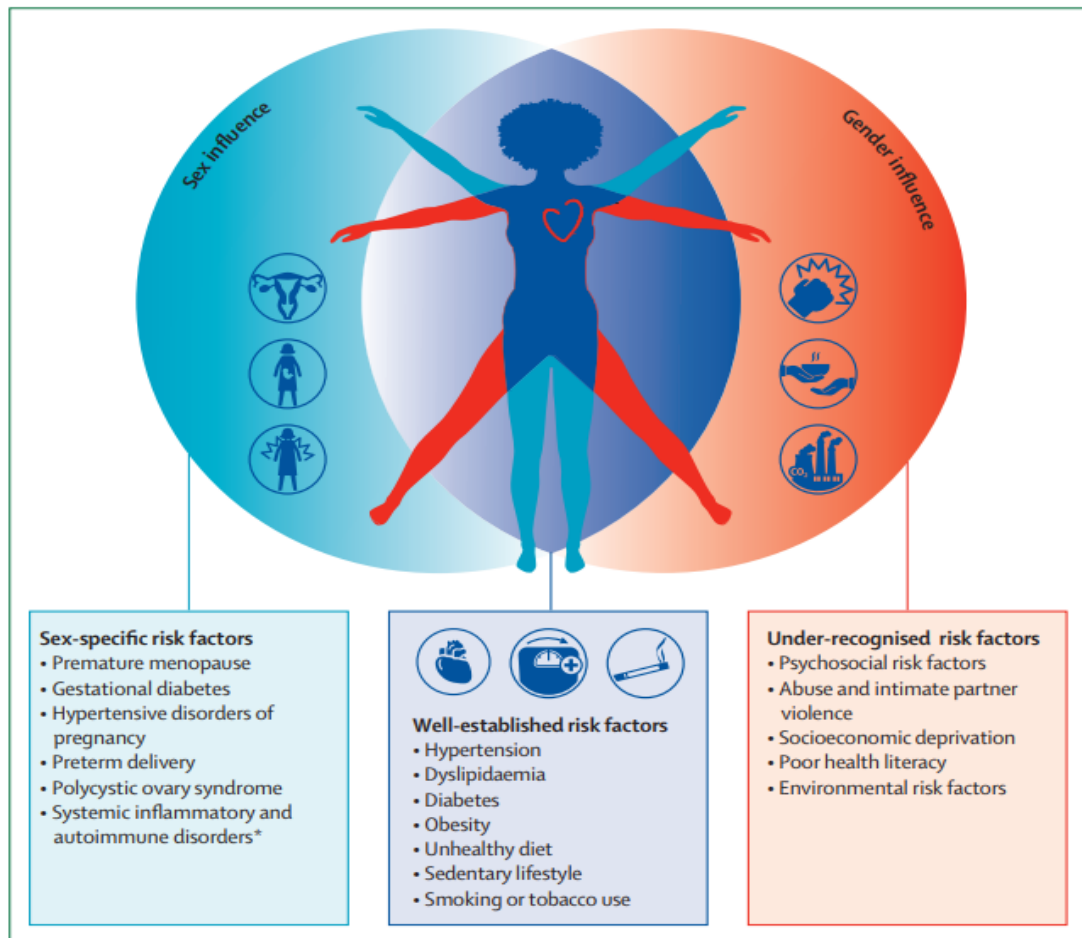 Sex influence
Gender influence
CO₂
Sex-specific risk factors
• Premature menopause
• Gestational diabetes
• Hypertensive disorders of
pregnancy
• Preterm delivery
• Polycystic ovary syndrome
• Systemic inflammatory and
autoimmune disorders*
Well-established risk factors
• Hypertension
• Dyslipidaemia
• Diabetes
• Obesity
• Unhealthy diet
• Sedentary lifestyle
• Smoking or tobacco use
Under-recognised risk factors
• Psychosocial risk factors
• Abuse and intimate partner
violence
• Socioeconomic deprivation
• Poor health literacy
• Environmental risk factors